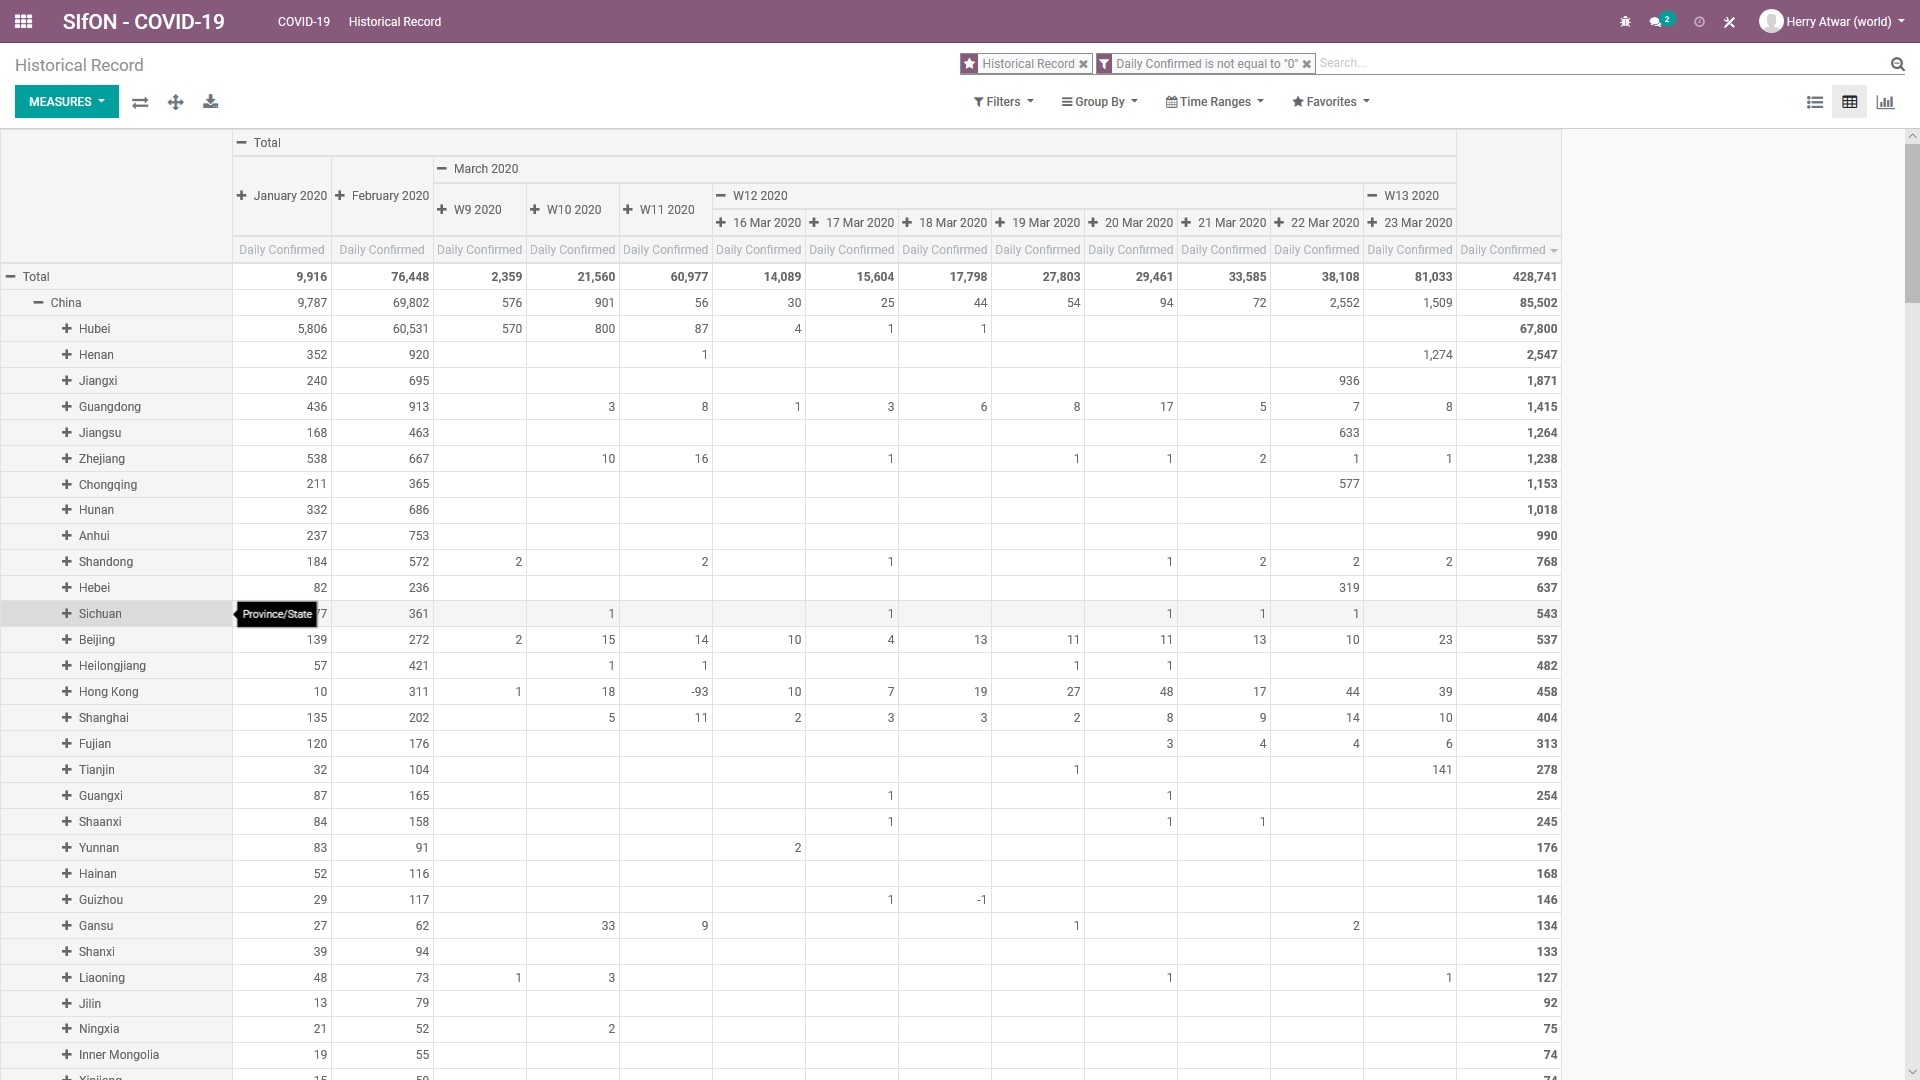 SIfON - COVID-19 COVID-19 Historical Record 2 Herry Atwar (world)
Historical Record
Historical Record Daily Confirmed is not equal to "0" Search...
MEASURES Filters Group By Time Ranges Favorites
Total
March 2020
January 2020 February 2020 W12 2020 W13 2020
W9 2020 W10 2020 W11 2020
16 Mar 2020 17 Mar 2020 18 Mar 2020 19 Mar 2020 20 Mar 2020 21 Mar 2020 22 Mar 2020 23 Mar 2020
Daily Confirmed Daily Confirmed Daily Confirmed Daily Confirmed Daily Confirmed Daily Confirmed Daily Confirmed Daily Confirmed Daily Confirmed Daily Confirmed Daily Confirmed Daily Confirmed Daily Confirmed Daily Confirmed
Total 9,916 76,448 2,359 21,560 60,977 14,089 15,604 17,798 27,803 29,461 33,585 38,108 81,033 428,741
China 9,787 69,802 576 901 56 30 25 44 54 94 72 2,552 1,509 85,502
Hubei 5,806 60,531 570 800 87 4 1 1 67,800
Henan 352 920 1 1,274 2,547
Jiangxi 240 695 936 1,871
Guangdong 436 913 3 8 1 3 6 8 17 5 7 8 1,415
Jiangsu 168 463 633 1,264
Zhejiang 538 667 10 16 1 1 1 2 1 1 1,238
Chongqing 211 365 577 1,153
Hunan 332 686 1,018
Anhui 237 753 990
Shandong 184 572 2 2 1 1 2 2 2 768
Hebei 82 236 319 637
Sichuan Province/State 7 361 1 1 1 1 1 543
Beijing 139 272 2 15 14 10 4 13 11 11 13 10 23 537
Heilongjiang 57 421 1 1 1 1 482
Hong Kong 10 311 1 18 -93 10 7 19 27 48 17 44 39 458
Shanghai 135 202 5 11 2 3 3 2 8 9 14 10 404
Fujian 120 176 3 4 4 6 313
Tianjin 32 104 1 141 278
Guangxi 87 165 1 1 254
Shaanxi 84 158 1 1 1 245
Yunnan 83 91 2 176
Hainan 52 116 168
Guizhou 29 117 1 -1 146
Gansu 27 62 33 9 1 2 134
Shanxi 39 94 133
Liaoning 48 73 1 3 1 1 127
Jilin 13 79 92
Ningxia 21 52 2 75
Inner Mongolia 19 55 74